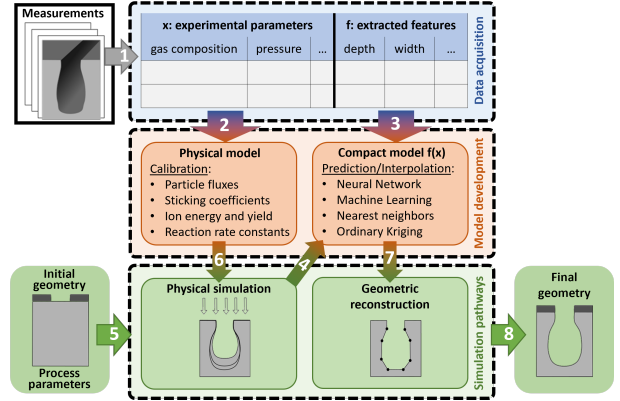 Measurements
1
x: experimental parameters
f: extracted features
gas composition
pressure
...
depth
width
...
Data acquisition
2
3
Physical model
Calibration:
• Particle fluxes
• Sticking coefficients
• Ion energy and yield
• Reaction rate constants
Compact model f(x)
Prediction/Interpolation:
• Neural Network
• Machine Learning
• Nearest neighbors
• Ordinary Kriging
Model development
6
4
7
Initial
geometry
Process
parameters
5
Physical simulation
Geometric
reconstruction
Simulation pathways
8
Final
geometry